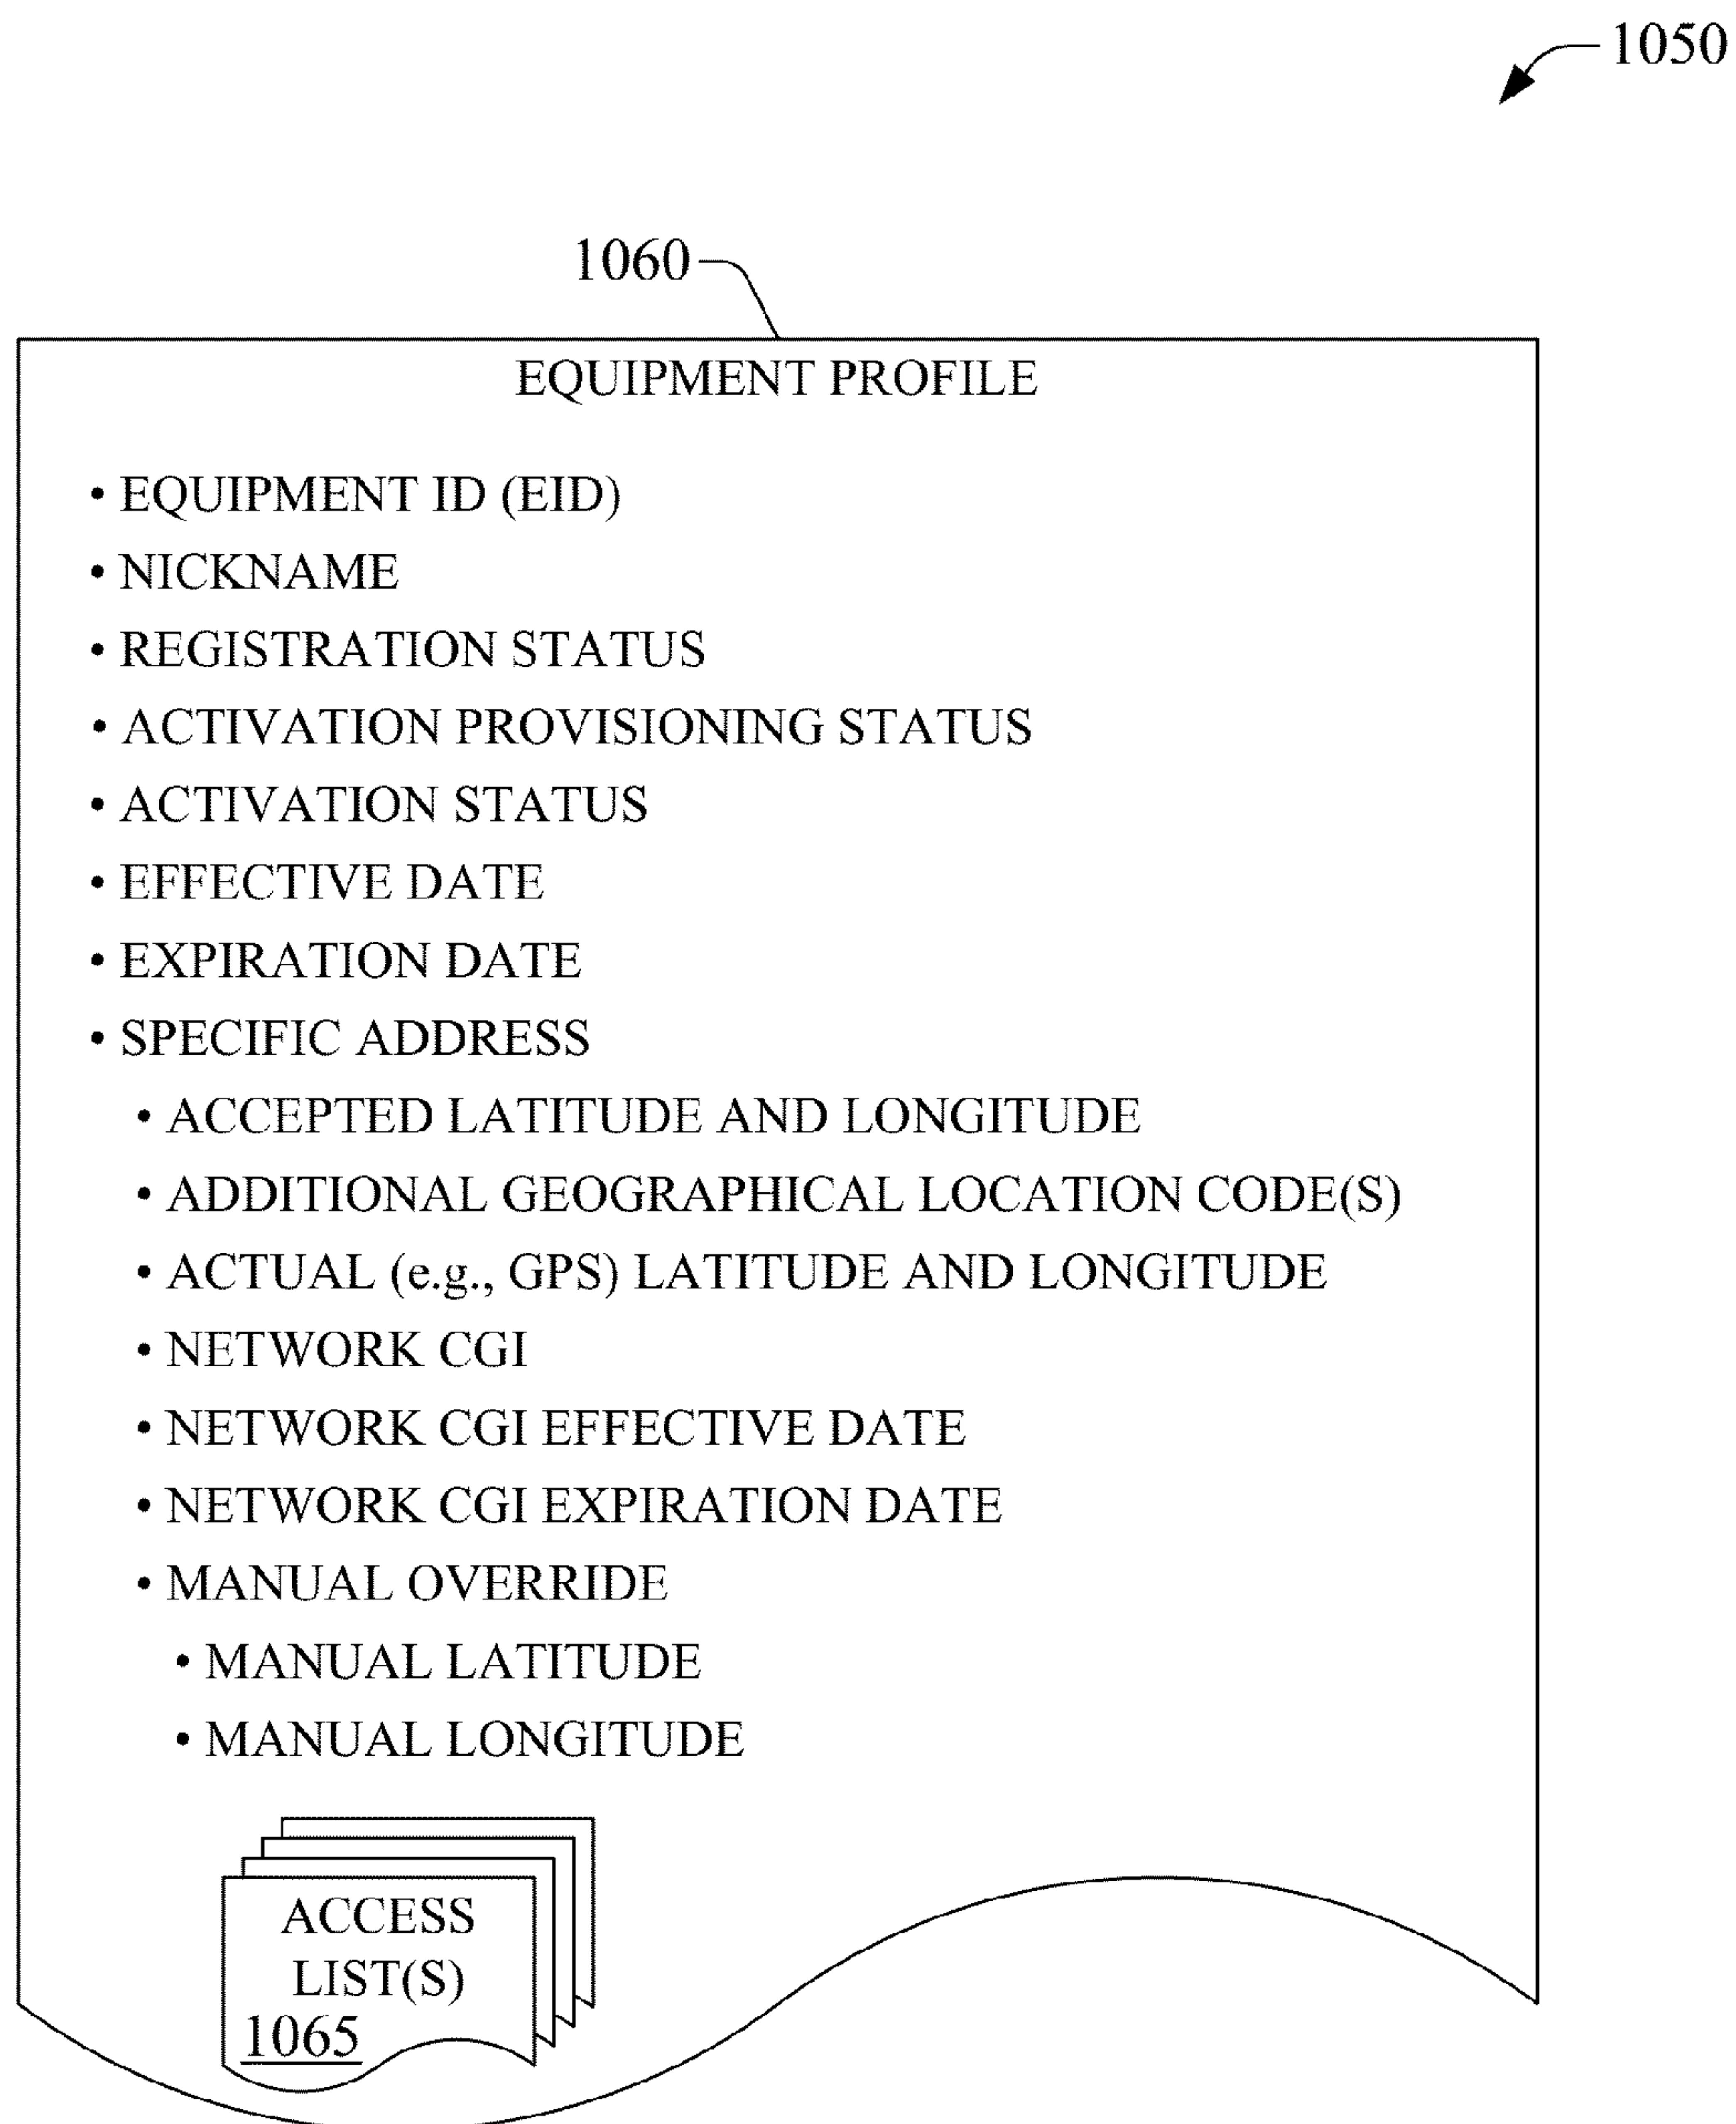 1050
1060
EQUIPMENT PROFILE
• EQUIPMENT ID (EID)
• NICKNAME
• REGISTRATION STATUS
• ACTIVATION PROVISIONING STATUS
• ACTIVATION STATUS
• EFFECTIVE DATE
• EXPIRATION DATE
• SPECIFIC ADDRESS
• ACCEPTED LATITUDE AND LONGITUDE
• ADDITIONAL GEOGRAPHICAL LOCATION CODE(S)
• ACTUAL (e.g., GPS) LATITUDE AND LONGITUDE
• NETWORK CGI
• NETWORK CGI EFFECTIVE DATE
• NETWORK CGI EXPIRATION DATE
• MANUAL OVERRIDE
• MANUAL LATITUDE
• MANUAL LONGITUDE
ACCESS
LIST(S)
1065